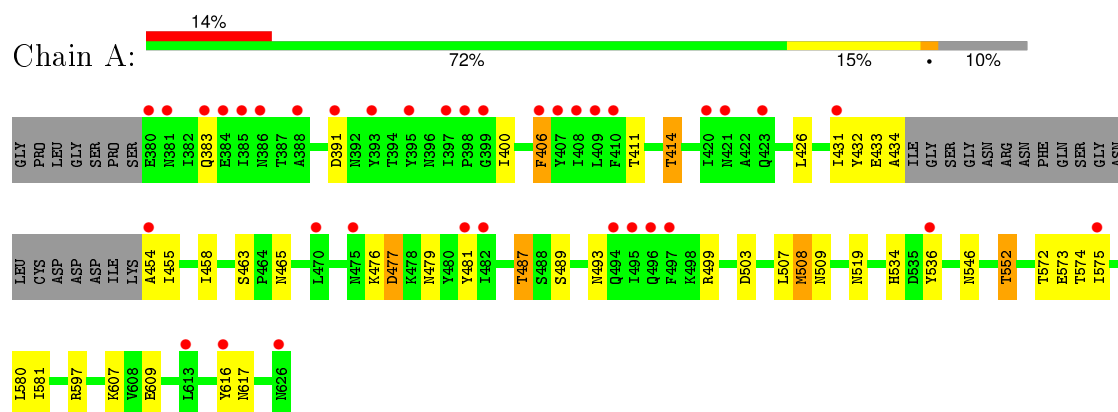 14%
Chain A:
72% 15% • 10%
GLY PRO LEU GLY SER PRO SER E380 N381 I382 Q383 E384 I385 N386 T387 A388 D391 N392 Y393 T394 Y395 N396 I397 F398 G399 I400 F406 Y407 I408 L409 F410 T411 T414 I420 N421 A422 Q423 L426 I431 Y432 E433 A434 ILE GLY SER GLY ASN ARG ASN PHE GLN SER GLY ASN
LEU CYS ASP ASP ASP ILE LYS A454 I455 I458 S463 P464 N465 L470 N475 K476 D477 K478 N479 Y480 Y481 I482 T487 S488 S489 N493 Q494 I495 Q496 F497 K498 R499 D503 L507 M508 N509 N519 H534 D535 Y536 N546 T552 T572 E573 T574 I575
L580 I581 R597 K607 V608 E609 L613 Y616 N617 N626